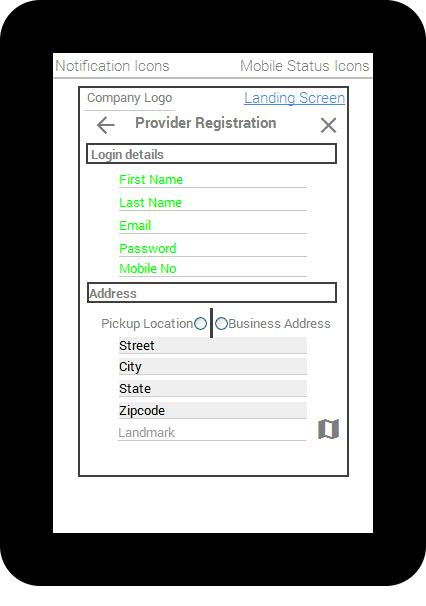 Notification Icons Mobile Status Icons
Company Logo Landing Screen
Provider Registration
Login details
First Name
Last Name
Email
Password
Mobile No
Address
Pickup Location Business Address
Street
City
State
Zipcode
Landmark